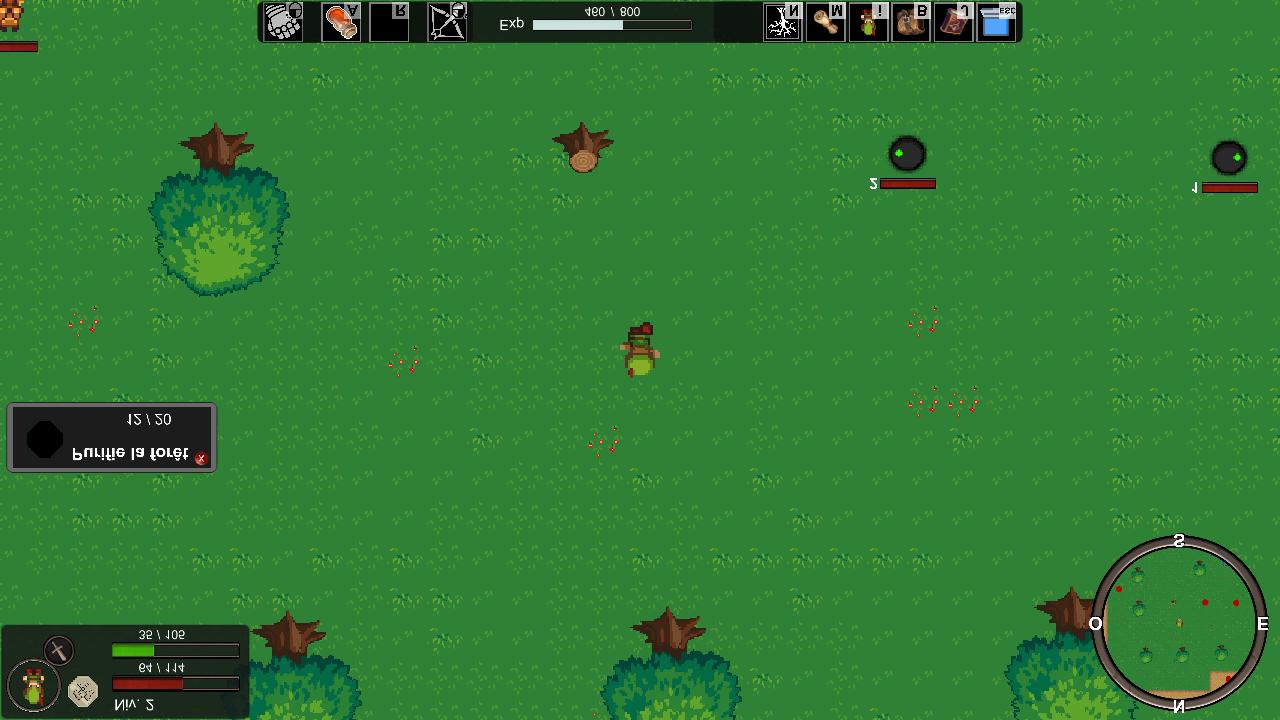 Niv. 2
64 / 114
35 / 105
N
O E
S
Purifie la forêt
12 / 20
2
1
A R Exp 460 / 800 N M I B J ESC